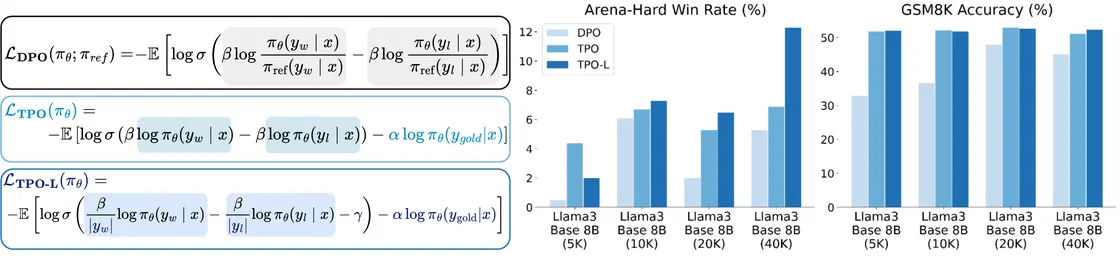 ℒ_DPO(π_θ; π_ref) = −𝔼 [log σ (β log π_θ(y_w | x) / π_ref(y_w | x) − β log π_θ(y_l | x) / π_ref(y_l | x))]
ℒ_TPO(π_θ) =
−𝔼 [log σ (β log π_θ(y_w | x) − β log π_θ(y_l | x)) − α log π_θ(y_gold|x)]
ℒ_TPO-L(π_θ) =
−𝔼 [log σ (β / |y_w| log π_θ(y_w | x) − β / |y_l| log π_θ(y_l | x) − γ) − α log π_θ(y_gold|x)]
Arena-Hard Win Rate (%)
DPO
TPO
TPO-L
12
10
8
6
4
2
0
Llama3 Base 8B (5K)
Llama3 Base 8B (10K)
Llama3 Base 8B (20K)
Llama3 Base 8B (40K)
GSM8K Accuracy (%)
50
40
30
20
10
0
Llama3 Base 8B (5K)
Llama3 Base 8B (10K)
Llama3 Base 8B (20K)
Llama3 Base 8B (40K)